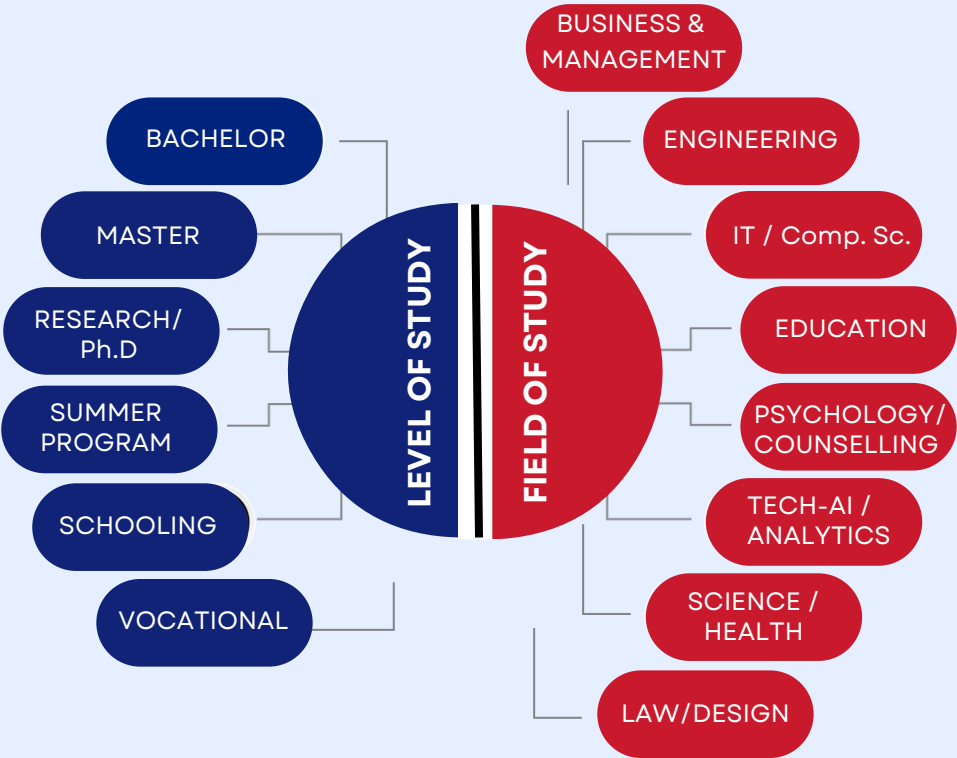 BACHELOR
MASTER
RESEARCH/
Ph.D
SUMMER
PROGRAM
SCHOOLING
VOCATIONAL
LEVEL OF STUDY
FIELD OF STUDY
BUSINESS &
MANAGEMENT
ENGINEERING
IT / Comp. Sc.
EDUCATION
PSYCHOLOGY/
COUNSELLING
TECH-AI /
ANALYTICS
SCIENCE /
HEALTH
LAW/DESIGN